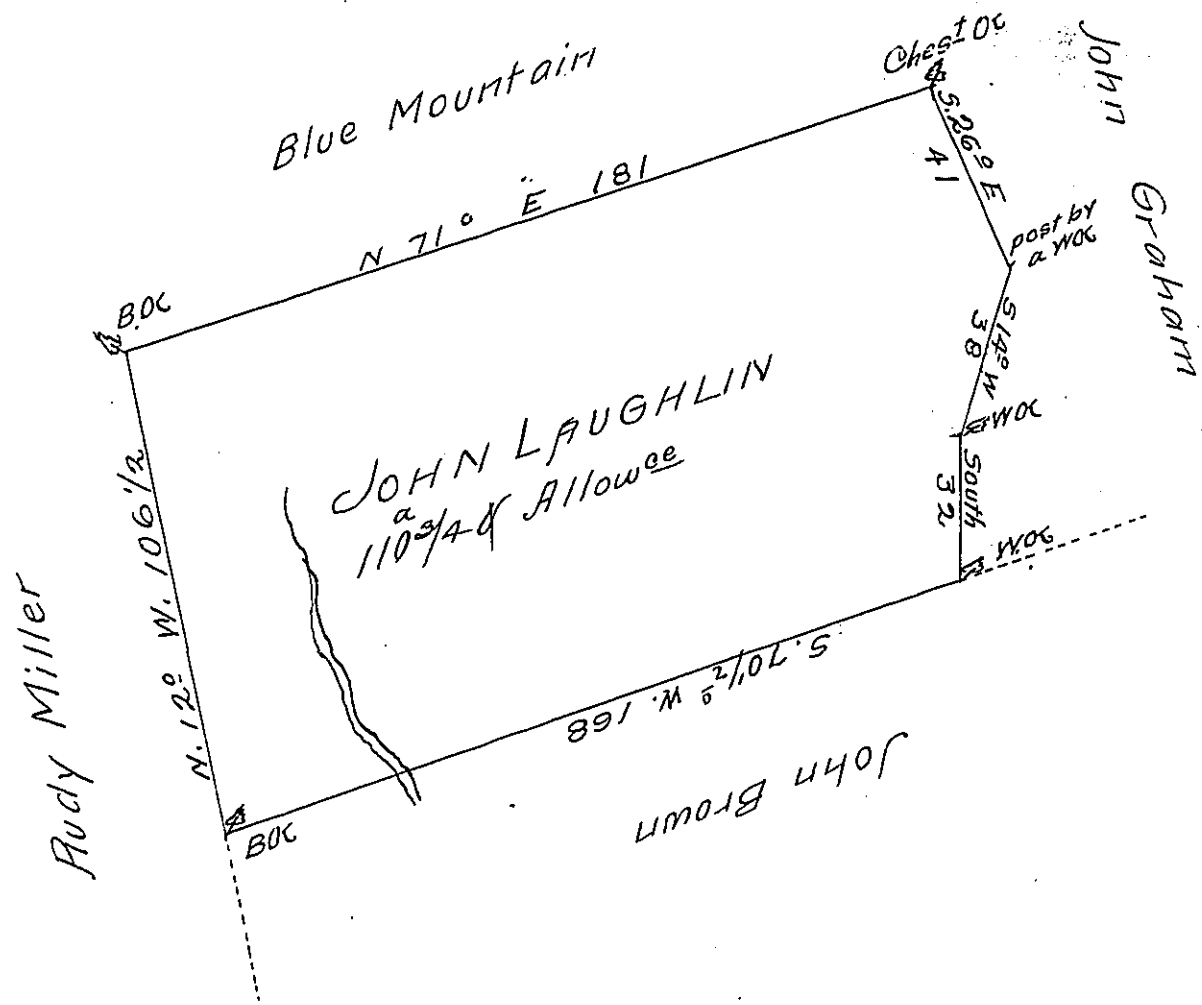 Blue Mountain
Chest Oc
John Graham
N 71° E 181
S. 26° E
41
post by
a WOC
B.OC
S 14° W
38
WOC
South
32
W.OC
JOHN LAUGHLIN
a
110 3/4 & Allowce
N. 12° W. 106 1/2
Rudy Miller
S. 70 1/2° W. 168
John Brown
BOC